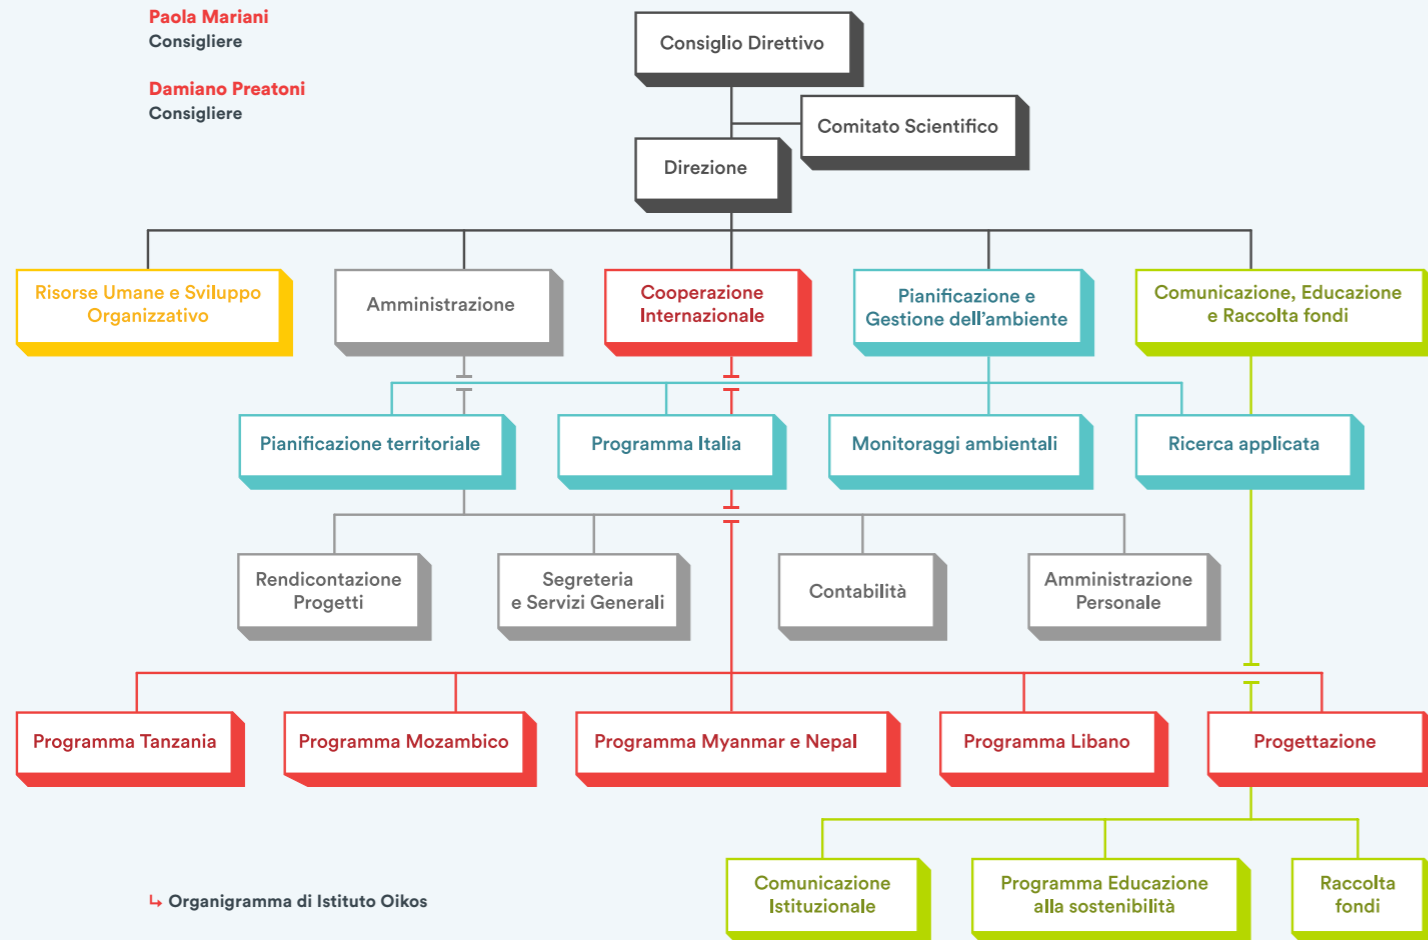 Paola Mariani
Consigliere
Damiano Preatoni
Consigliere
Consiglio Direttivo
Comitato Scientifico
Direzione
Risorse Umane e Sviluppo
Organizzativo
Amministrazione
Cooperazione
Internazionale
Pianificazione e
Gestione dell'ambiente
Comunicazione, Educazione
e Raccolta fondi
Pianificazione territoriale
Programma Italia
Monitoraggi ambientali
Ricerca applicata
Rendicontazione
Progetti
Segreteria
e Servizi Generali
Contabilità
Amministrazione
Personale
Programma Tanzania
Programma Mozambico
Programma Myanmar e Nepal
Programma Libano
Progettazione
Comunicazione
Istituzionale
Programma Educazione
alla sostenibilità
Raccolta
fondi
↳ Organigramma di Istituto Oikos